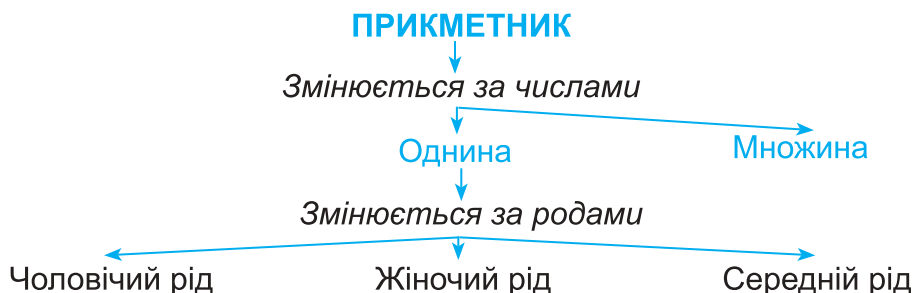 ПРИКМЕТНИК
Змінюється за числами
Однина Множина
Змінюється за родами
Чоловічий рід Жіночий рід Середній рід